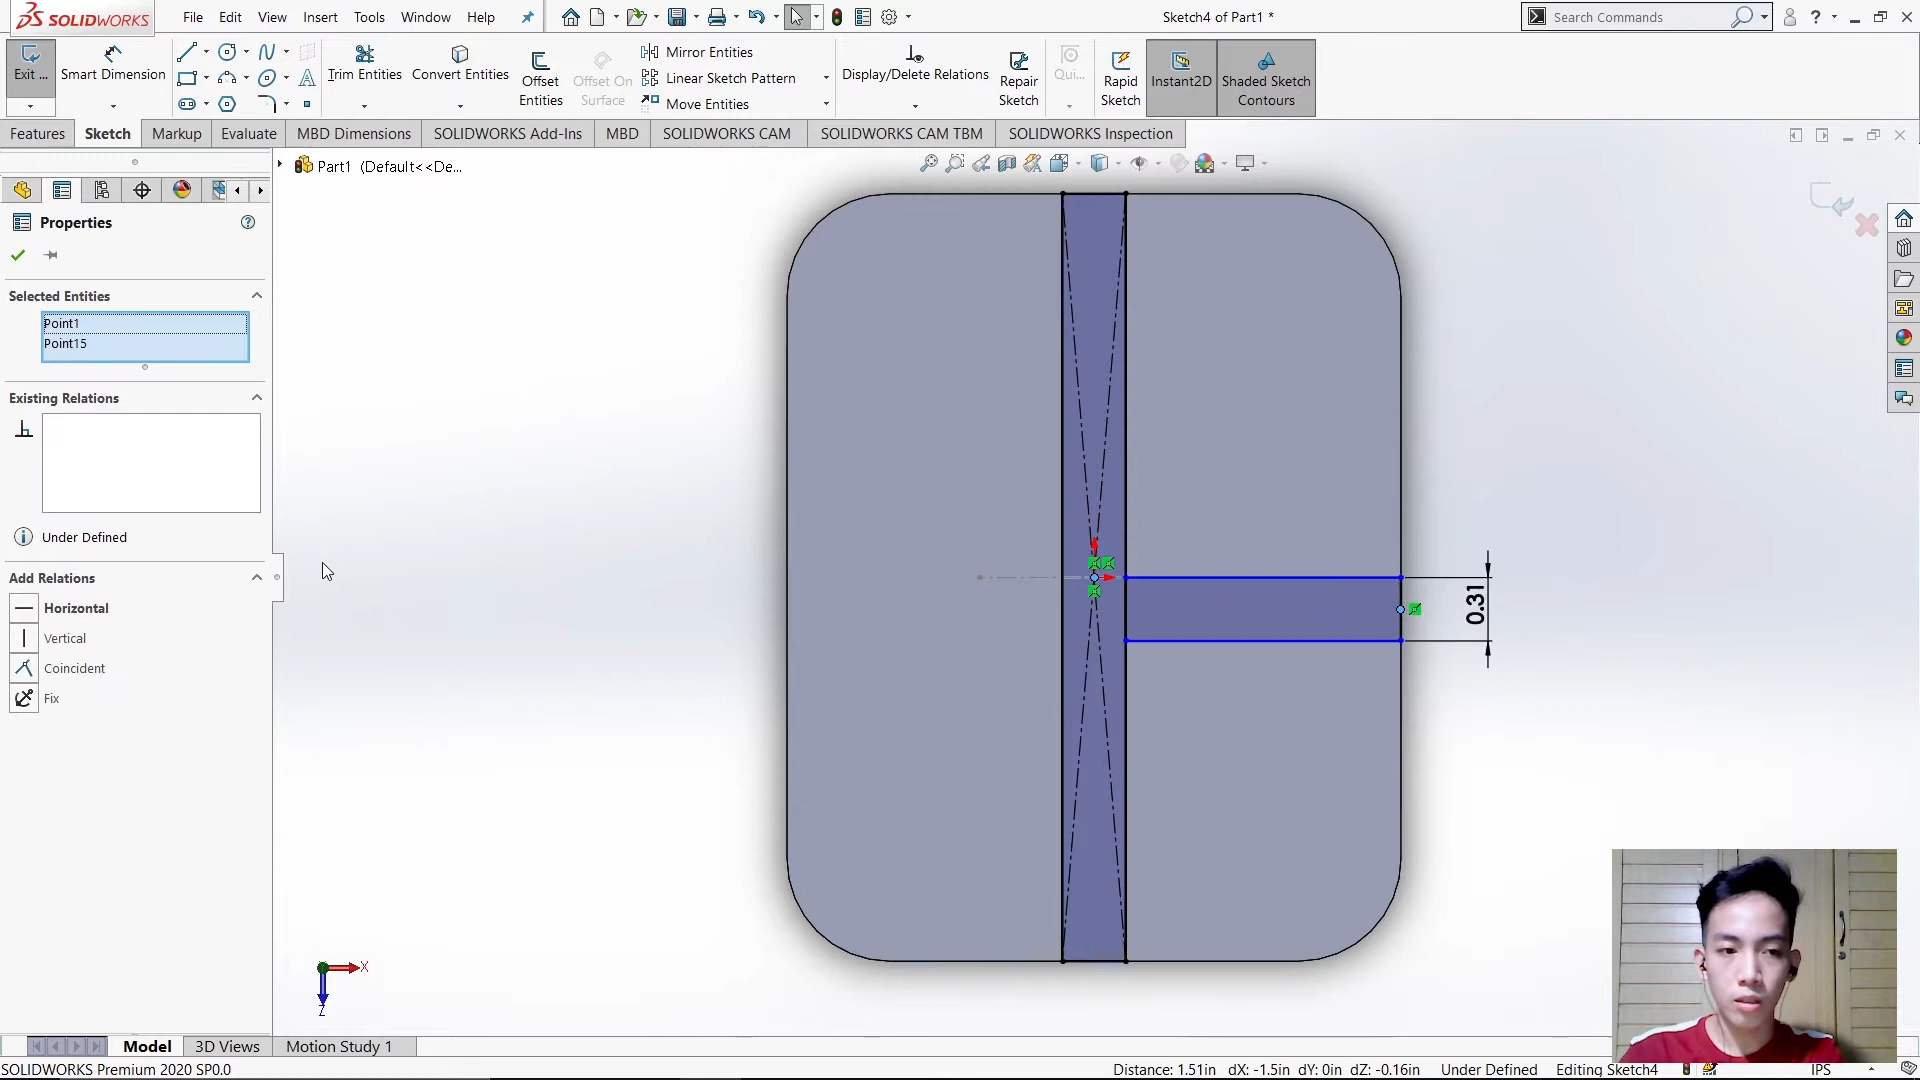 SOLIDWORKS
File Edit View Insert Tools Window Help
Sketch4 of Part1 *
Search Commands
Exit ...
Smart Dimension
Trim Entities
Convert Entities
Offset Entities
Offset On Surface
Mirror Entities
Linear Sketch Pattern
Move Entities
Display/Delete Relations
Repair Sketch
Qui...
Rapid Sketch
Instant2D
Shaded Sketch Contours
Features Sketch Markup Evaluate MBD Dimensions SOLIDWORKS Add-Ins MBD SOLIDWORKS CAM SOLIDWORKS CAM TBM SOLIDWORKS Inspection
Part1 (Default<<De...
Properties
Selected Entities
Point1
Point15
Existing Relations
Under Defined
Add Relations
Horizontal
Vertical
Coincident
Fix
0.31
X
Z
Model 3D Views Motion Study 1
SOLIDWORKS Premium 2020 SP0.0
Distance: 1.51in dX: -1.5in dY: 0in dZ: -0.16in Under Defined Editing Sketch4 IPS